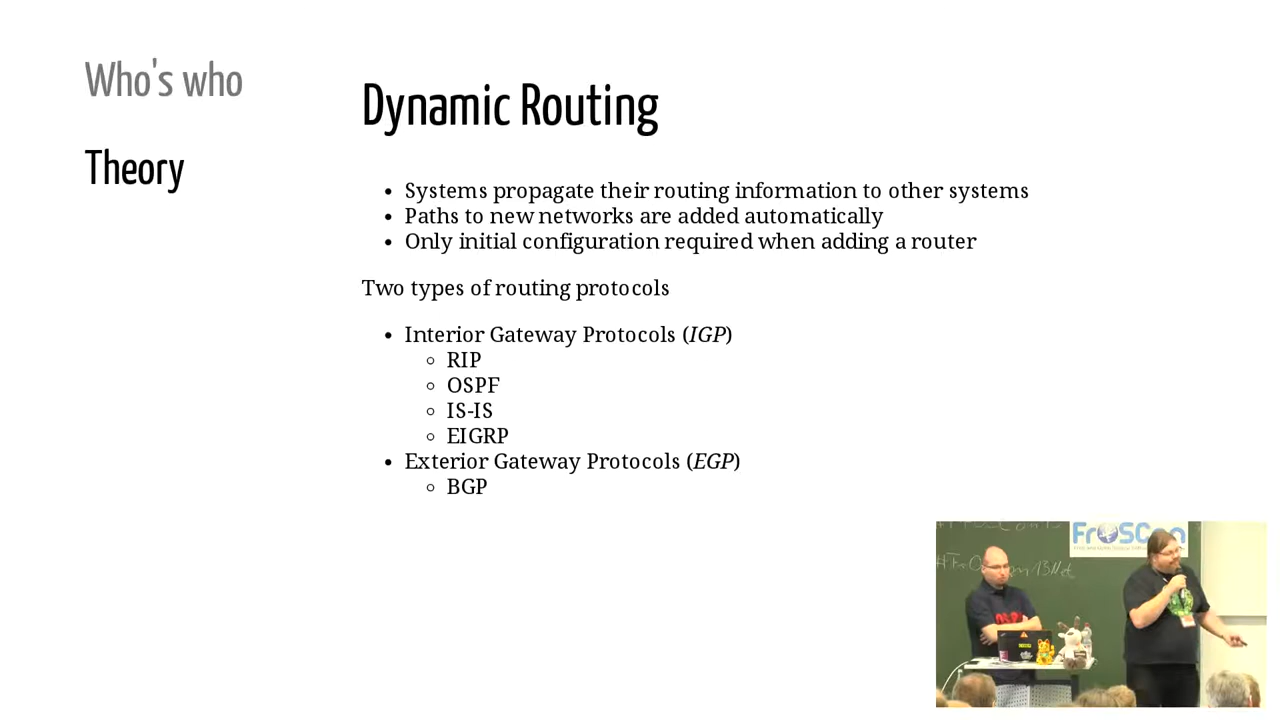 Who's who
Theory
Dynamic Routing
Systems propagate their routing information to other systems
Paths to new networks are added automatically
Only initial configuration required when adding a router
Two types of routing protocols
Interior Gateway Protocols (IGP)
RIP
OSPF
IS-IS
EIGRP
Exterior Gateway Protocols (EGP)
BGP
FrOSCon